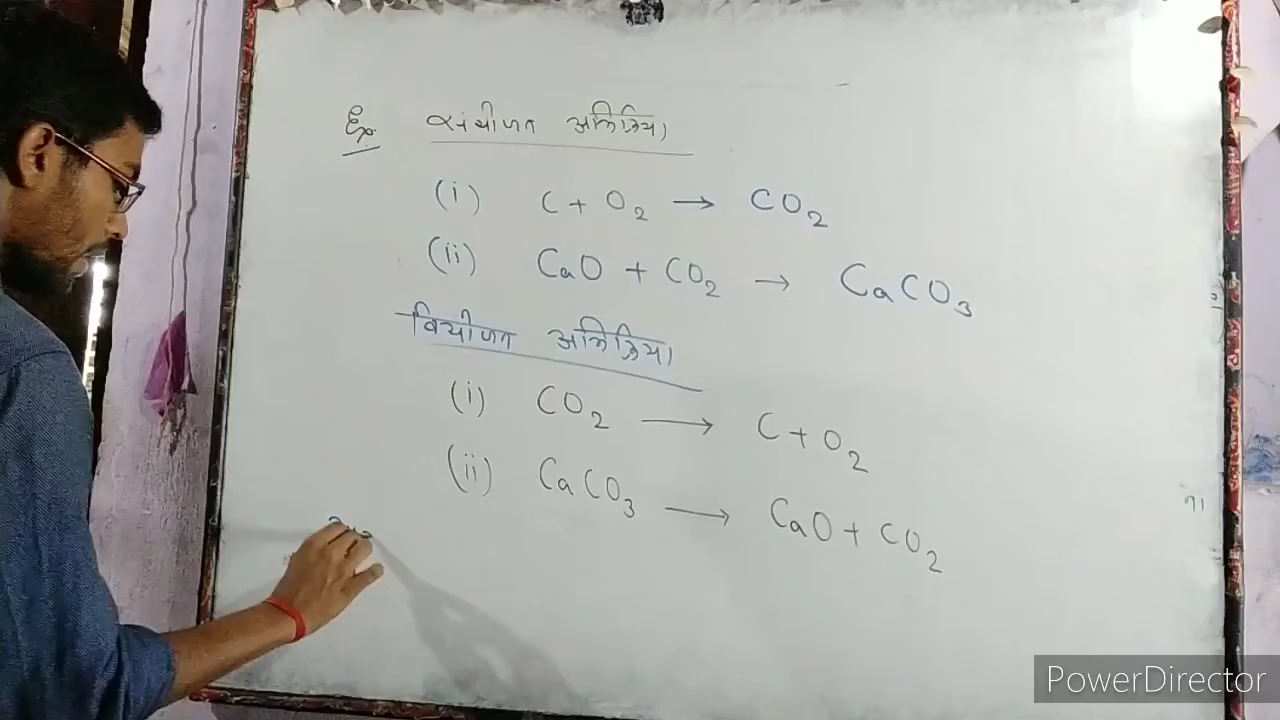 Ex. संयोजन अभिक्रिया
(i) C + O₂ → CO₂
(ii) CaO + CO₂ → CaCO₃
वियोजन अभिक्रिया
(i) CO₂ → C + O₂
(ii) CaCO₃ → CaO + CO₂
PowerDirector